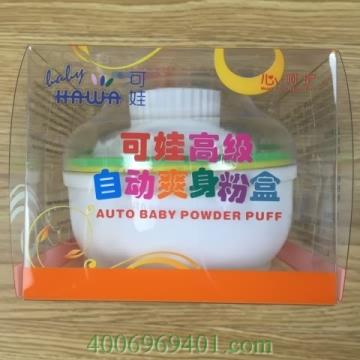 baby 可娃
HAWA
心呵护
可娃高級
自动爽身粉盒
AUTO BABY POWDER PUFF
4006969401.com